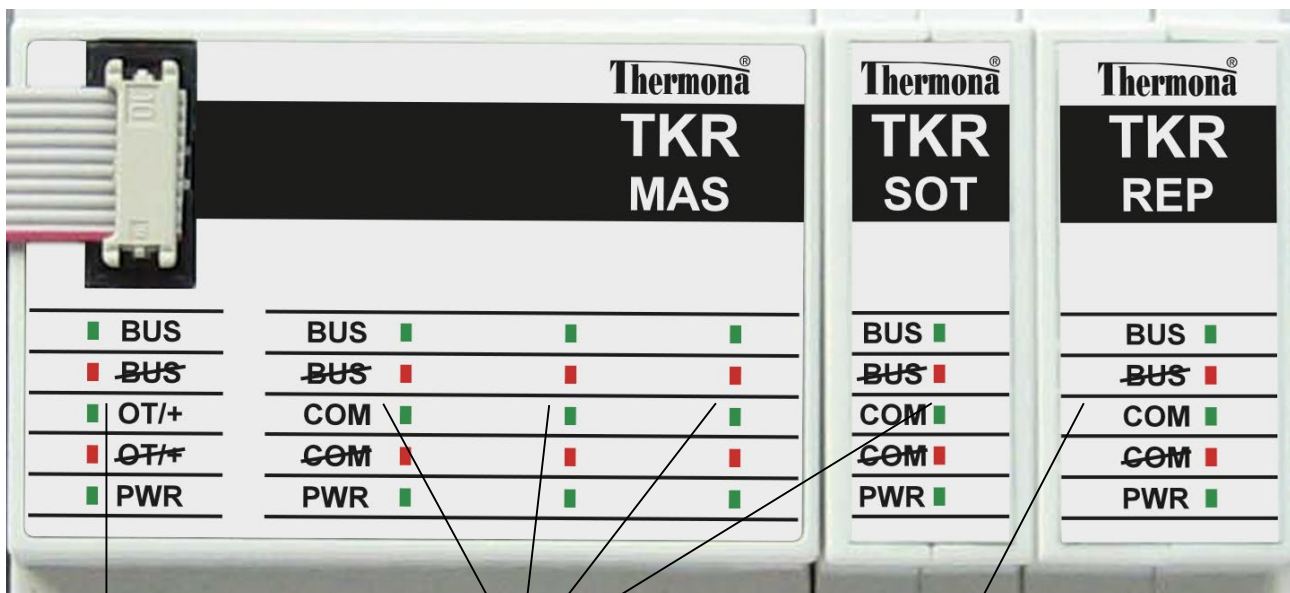 Thermona®
TKR
MAS
BUS
BUS
OT/+
OT/+
PWR
BUS
BUS
COM
COM
PWR
Thermona®
TKR
SOT
BUS
BUS
COM
COM
PWR
Thermona®
TKR
REP
BUS
BUS
COM
COM
PWR